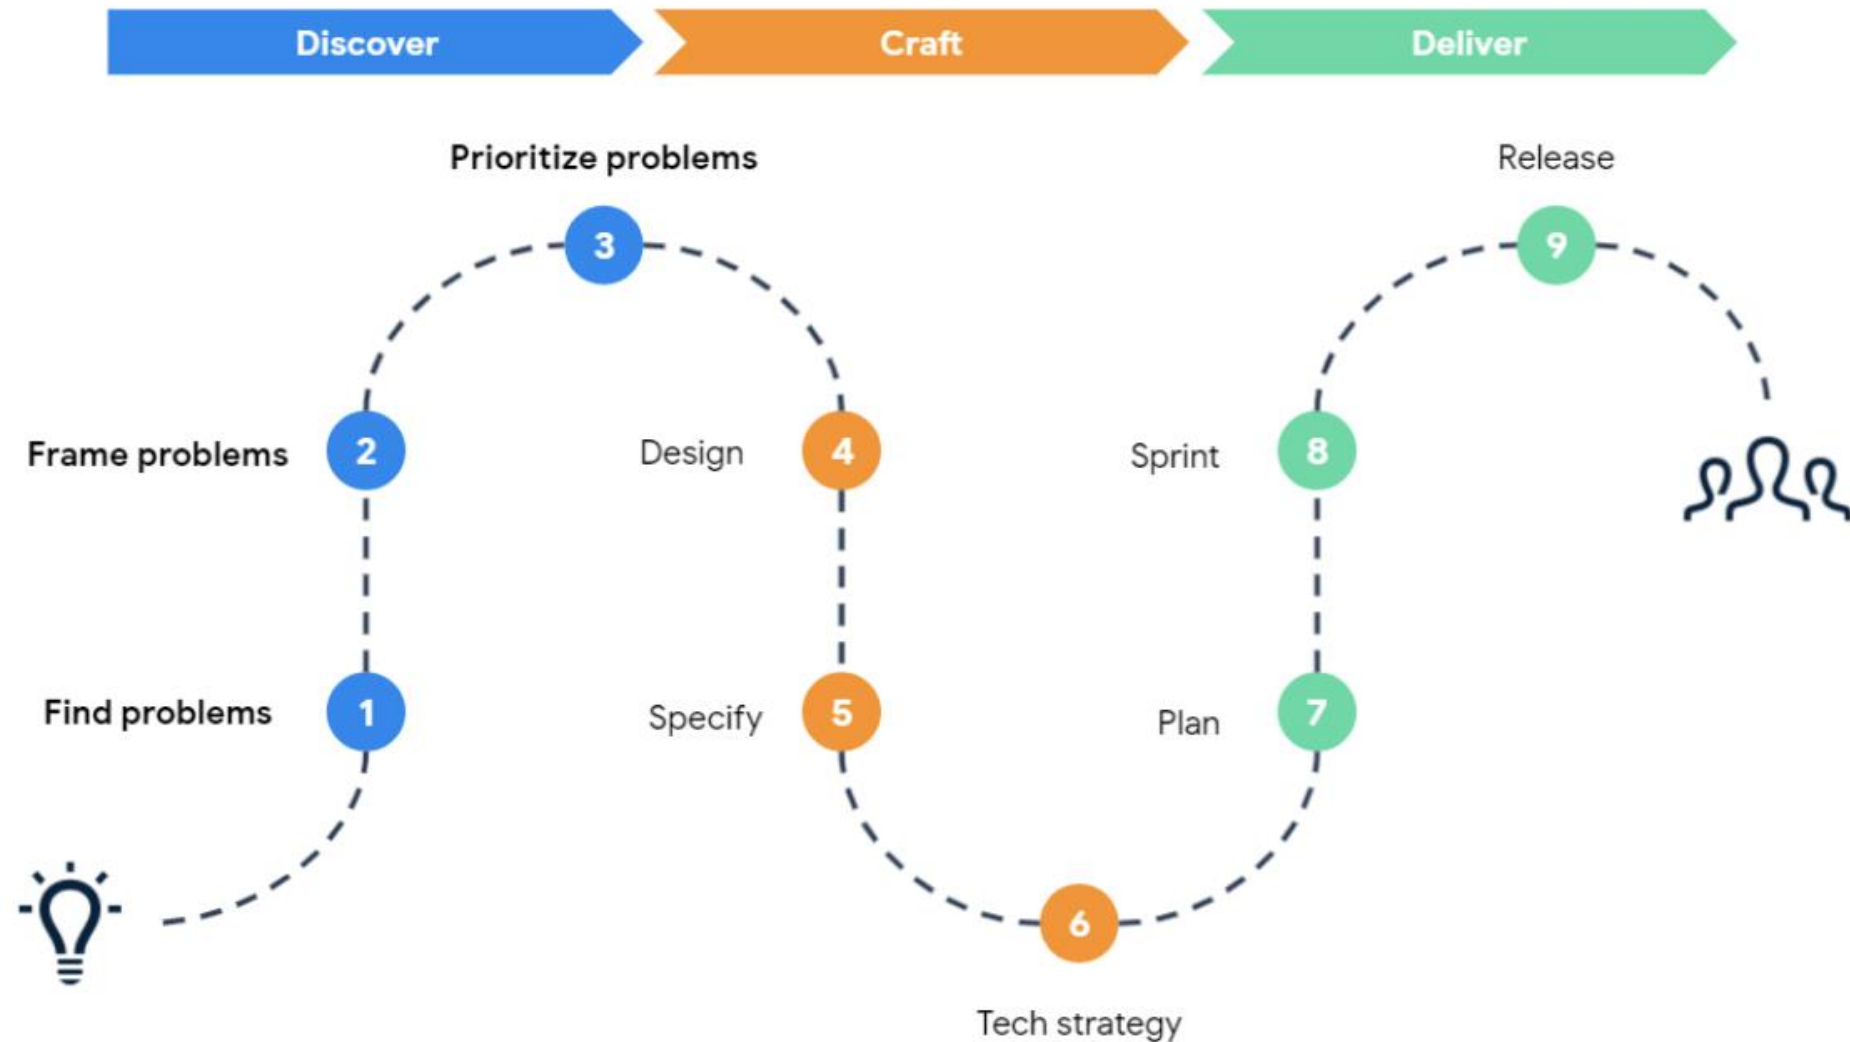 Discover
Craft
Deliver
Prioritize problems
Release
3
9
Frame problems
2
Design
4
Sprint
8
Find problems
1
Specify
5
Plan
7
6
Tech strategy